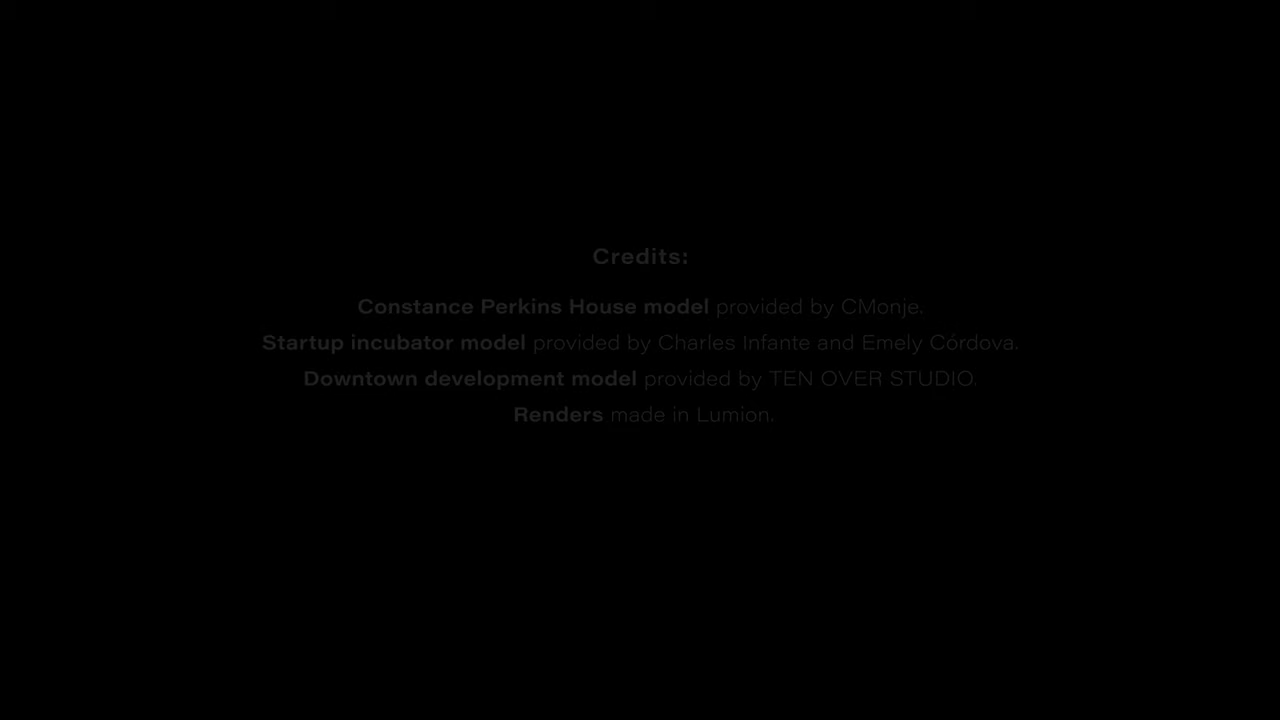 Credits:
Constance Perkins House model provided by CMonje.
Startup incubator model provided by Charles Infante and Emely Córdova.
Downtown development model provided by TEN OVER STUDIO.
Renders made in Lumion.